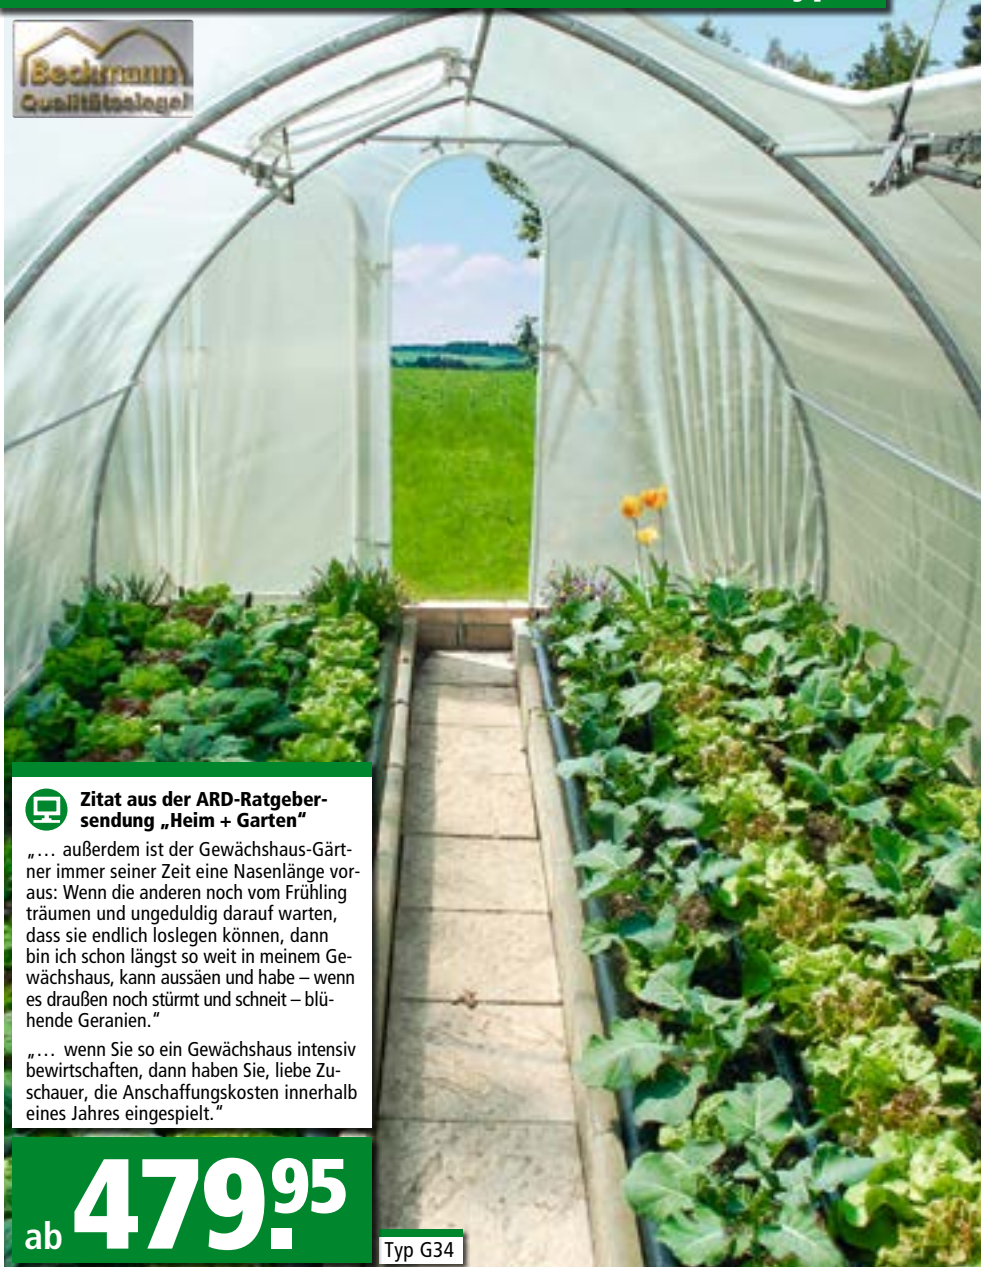 Beckmann
Qualitätssiegel
Zitat aus der ARD-Ratgeber-
sendung „Heim + Garten“
„… außerdem ist der Gewächshaus-Gärt-
ner immer seiner Zeit eine Nasenlänge vor-
aus: Wenn die anderen noch vom Frühling
träumen und ungeduldig darauf warten,
dass sie endlich loslegen können, dann
bin ich schon längst so weit in meinem Ge-
wächshaus, kann aussäen und habe – wenn
es draußen noch stürmt und schneit – blü-
hende Geranien.“
„… wenn Sie so ein Gewächshaus intensiv
bewirtschaften, dann haben Sie, liebe Zu-
schauer, die Anschaffungskosten innerhalb
eines Jahres eingespielt.“
ab 479.95
Typ G34